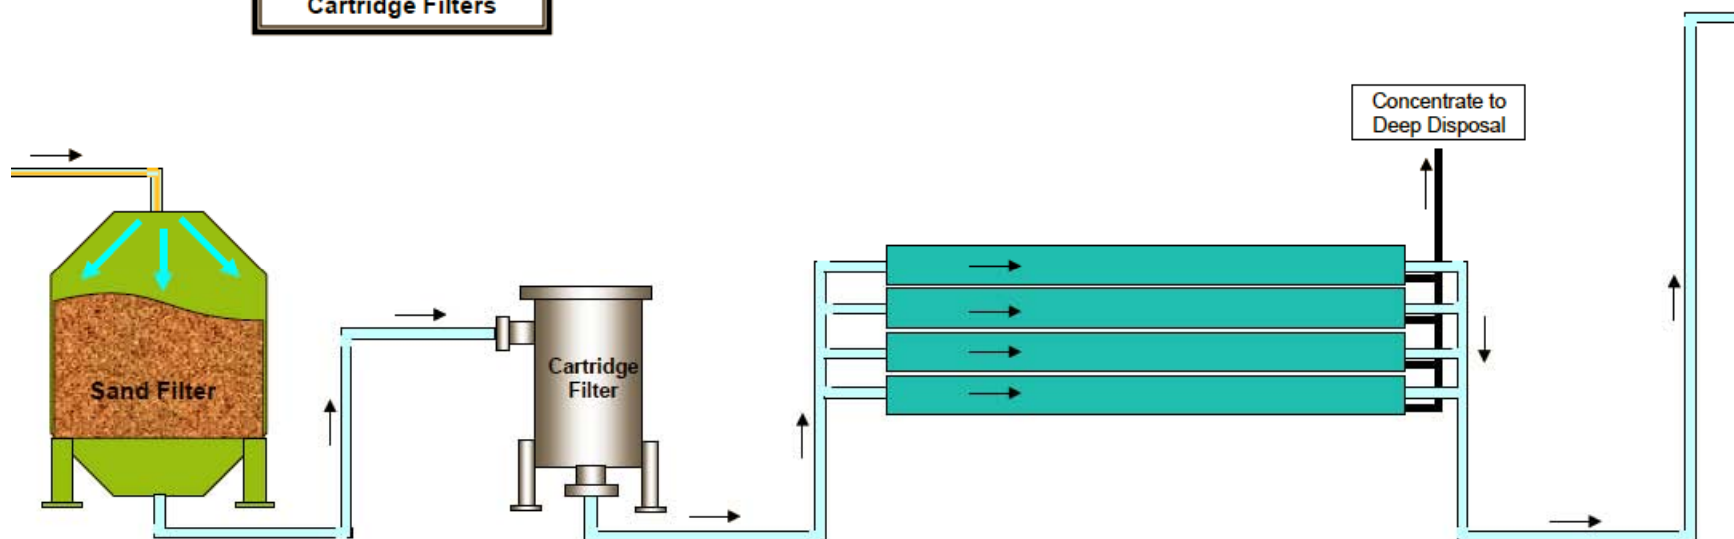 Cartridge Filters
Concentrate to
Deep Disposal
Cartridge
Filter
Sand Filter